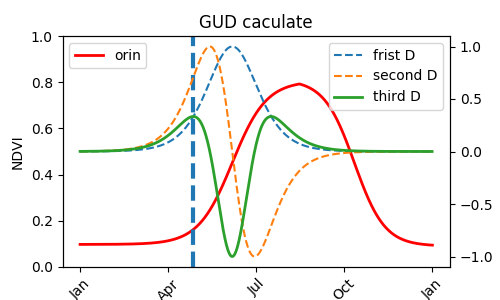 GUD caculate
orin
frist D
second D
third D
NDVI
1.0
0.8
0.6
0.4
0.2
0.0
1.0
0.5
0.0
−0.5
−1.0
Jan
Apr
Jul
Oct
Jan